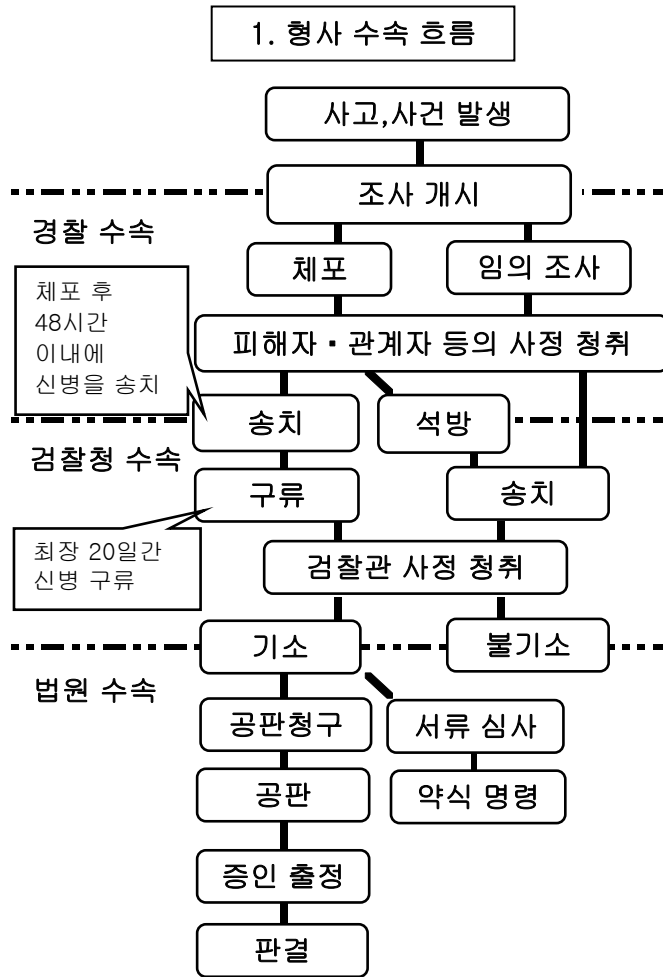 1. 형사 수속 흐름
사고,사건 발생
조사 개시
경찰 수속
체포
임의 조사
체포 후
48시간
이내에
신병을 송치
피해자▪관계자 등의 사정 청취
송치
석방
검찰청 수속
구류
송치
최장 20일간
신병 구류
검찰관 사정 청취
기소
불기소
법원 수속
공판청구
서류 심사
공판
약식 명령
증인 출정
판결